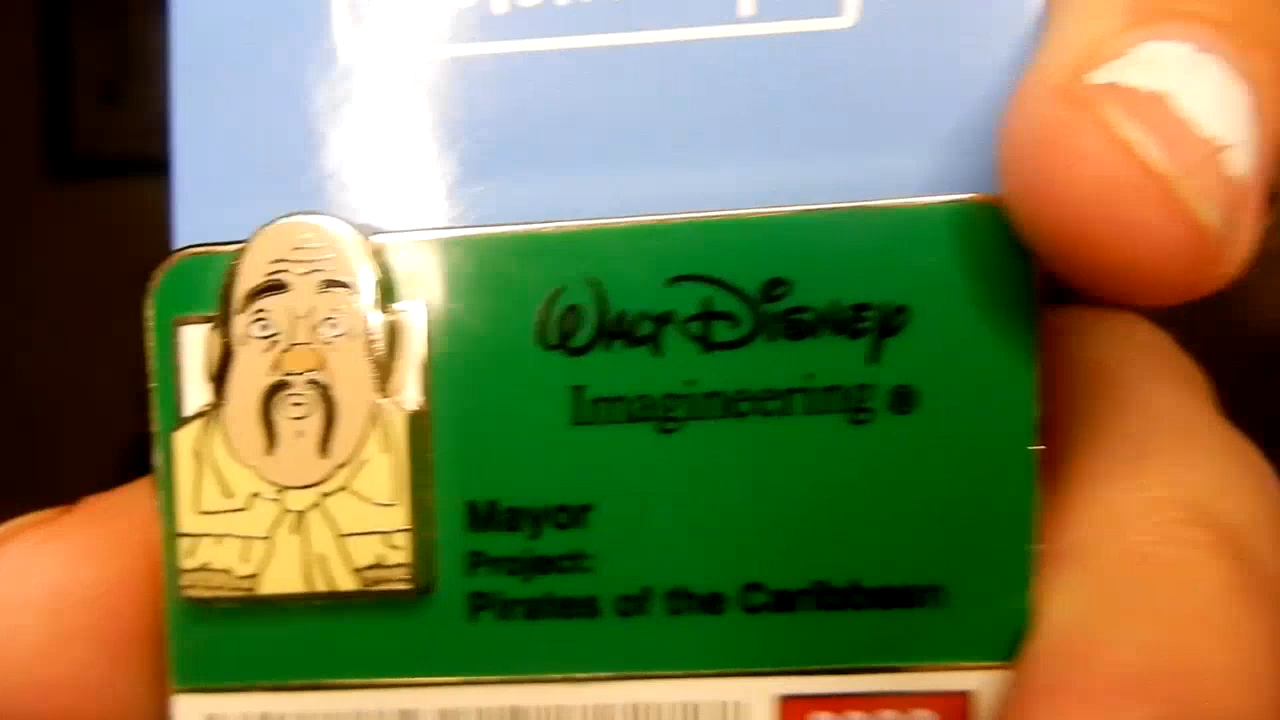 Walt Disney
Imagineering
Mayor
Project:
Pirates of the Caribbean